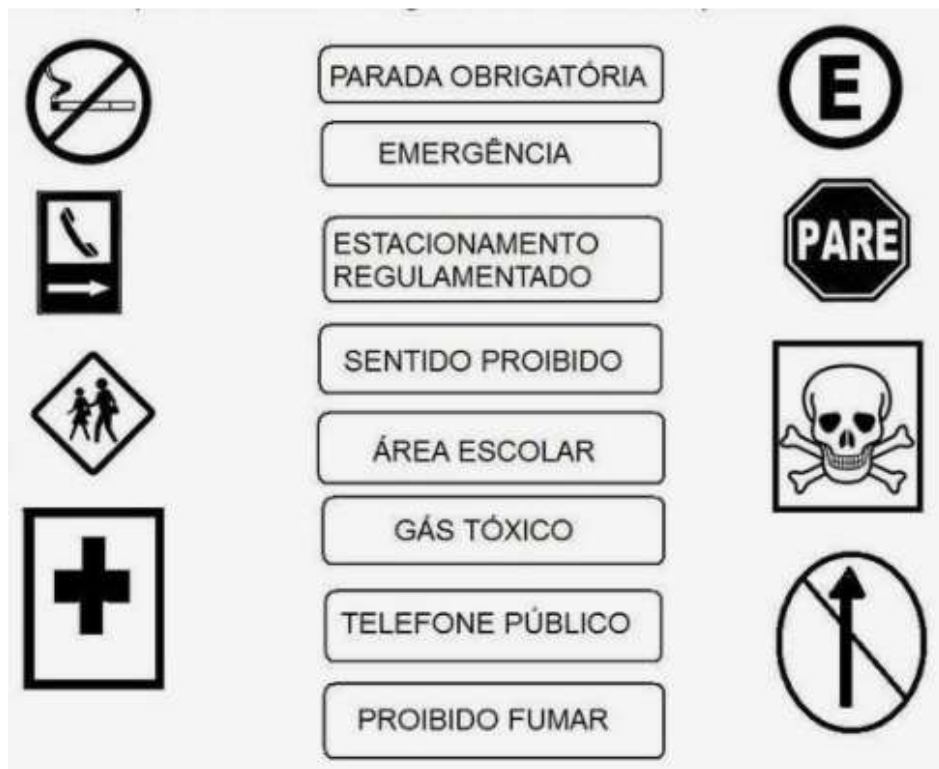 PARADA OBRIGATÓRIA
E
EMERGÊNCIA
ESTACIONAMENTO
REGULAMENTADO
PARE
SENTIDO PROIBIDO
ÁREA ESCOLAR
GÁS TÓXICO
TELEFONE PÚBLICO
PROIBIDO FUMAR